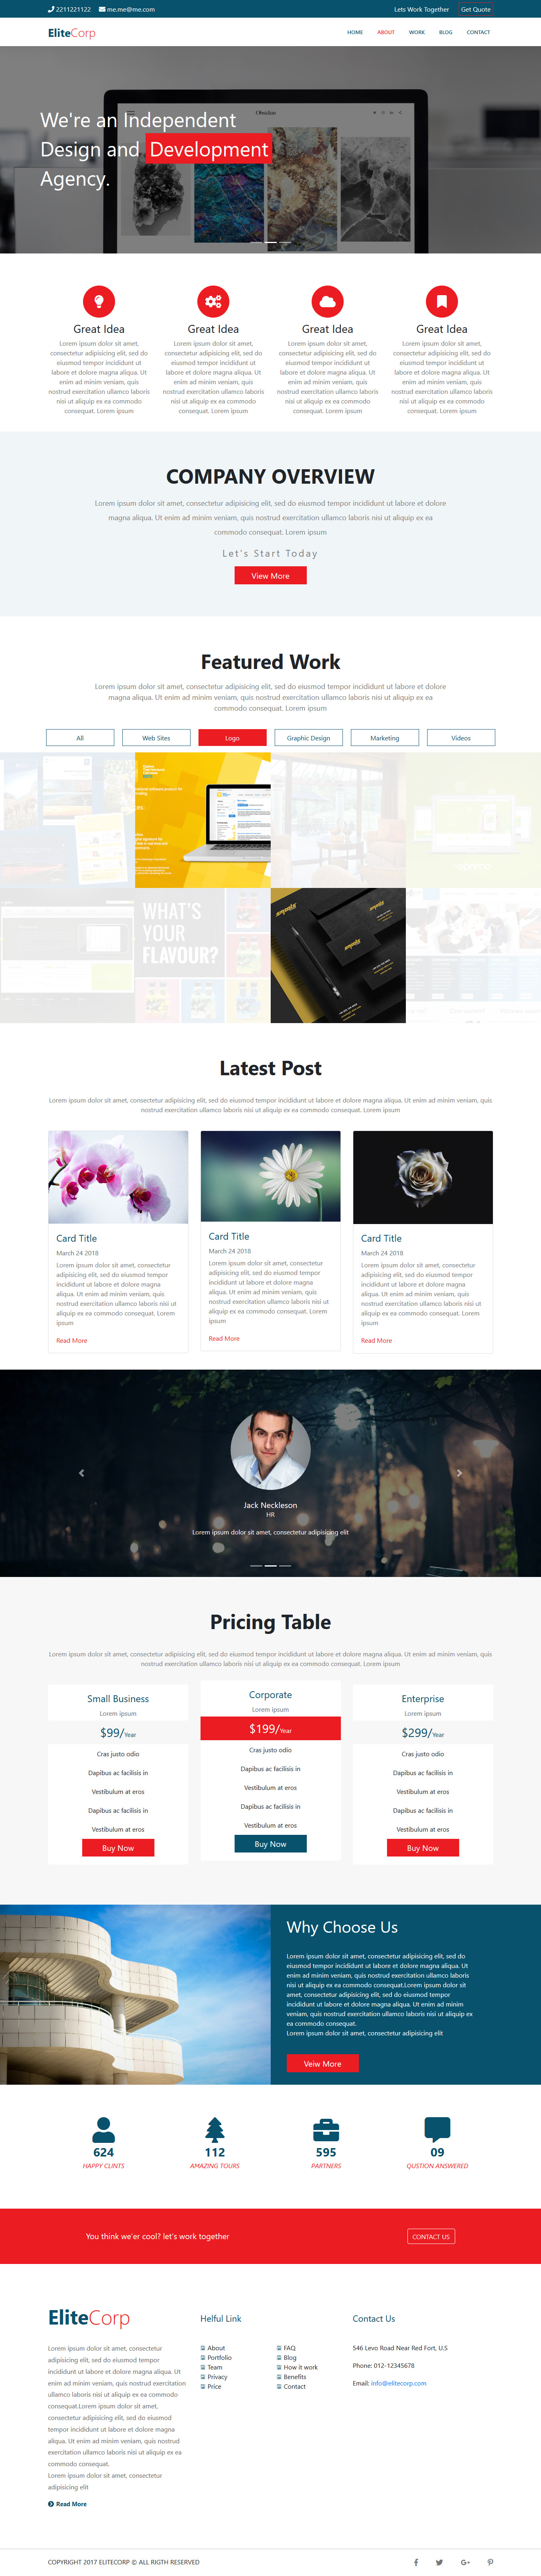 2211221122 me.me@me.com Lets Work Together Get Quote
EliteCorp HOME ABOUT WORK BLOG CONTACT
Obsidian
We're an Independent
Design and Development
Agency.
Great Idea Great Idea Great Idea Great Idea
Lorem ipsum dolor sit amet, Lorem ipsum dolor sit amet, Lorem ipsum dolor sit amet, Lorem ipsum dolor sit amet,
consectetur adipisicing elit, sed do consectetur adipisicing elit, sed do consectetur adipisicing elit, sed do consectetur adipisicing elit, sed do
eiusmod tempor incididunt ut eiusmod tempor incididunt ut eiusmod tempor incididunt ut eiusmod tempor incididunt ut
labore et dolore magna aliqua. Ut labore et dolore magna aliqua. Ut labore et dolore magna aliqua. Ut labore et dolore magna aliqua. Ut
enim ad minim veniam, quis enim ad minim veniam, quis enim ad minim veniam, quis enim ad minim veniam, quis
nostrud exercitation ullamco laboris nostrud exercitation ullamco laboris nostrud exercitation ullamco laboris nostrud exercitation ullamco laboris
nisi ut aliquip ex ea commodo nisi ut aliquip ex ea commodo nisi ut aliquip ex ea commodo nisi ut aliquip ex ea commodo
consequat. Lorem ipsum consequat. Lorem ipsum consequat. Lorem ipsum consequat. Lorem ipsum
COMPANY OVERVIEW
Lorem ipsum dolor sit amet, consectetur adipisicing elit, sed do eiusmod tempor incididunt ut labore et dolore
magna aliqua. Ut enim ad minim veniam, quis nostrud exercitation ullamco laboris nisi ut aliquip ex ea
commodo consequat. Lorem ipsum
Let's Start Today
View More
Featured Work
Lorem ipsum dolor sit amet, consectetur adipisicing elit, sed do eiusmod tempor incididunt ut labore et dolore
magna aliqua. Ut enim ad minim veniam, quis nostrud exercitation ullamco laboris nisi ut aliquip ex ea
commodo consequat. Lorem ipsum
All Web Sites Logo Graphic Design Marketing Videos
WHAT'S
YOUR
FLAVOUR?
Latest Post
Lorem ipsum dolor sit amet, consectetur adipisicing elit, sed do eiusmod tempor incididunt ut labore et dolore magna aliqua. Ut enim ad minim veniam, quis
nostrud exercitation ullamco laboris nisi ut aliquip ex ea commodo consequat. Lorem ipsum
Card Title
March 24 2018
Lorem ipsum dolor sit amet, consectetur
adipisicing elit, sed do eiusmod tempor
incididunt ut labore et dolore magna
aliqua. Ut enim ad minim veniam, quis
nostrud exercitation ullamco laboris nisi ut
aliquip ex ea commodo consequat. Lorem
ipsum
Read More
Card Title
March 24 2018
Lorem ipsum dolor sit amet, consectetur
adipisicing elit, sed do eiusmod tempor
incididunt ut labore et dolore magna
aliqua. Ut enim ad minim veniam, quis
nostrud exercitation ullamco laboris nisi ut
aliquip ex ea commodo consequat. Lorem
ipsum
Read More
Card Title
March 24 2018
Lorem ipsum dolor sit amet, consectetur
adipisicing elit, sed do eiusmod tempor
incididunt ut labore et dolore magna
aliqua. Ut enim ad minim veniam, quis
nostrud exercitation ullamco laboris nisi ut
aliquip ex ea commodo consequat. Lorem
ipsum
Read More
Jack Neckleson
HR
Lorem ipsum dolor sit amet, consectetur adipisicing elit
Pricing Table
Lorem ipsum dolor sit amet, consectetur adipisicing elit, sed do eiusmod tempor incididunt ut labore et dolore magna aliqua. Ut enim ad minim veniam, quis
nostrud exercitation ullamco laboris nisi ut aliquip ex ea commodo consequat. Lorem ipsum
Small Business
Lorem ipsum
$99/Year
Cras justo odio
Dapibus ac facilisis in
Vestibulum at eros
Dapibus ac facilisis in
Vestibulum at eros
Buy Now
Corporate
Lorem ipsum
$199/Year
Cras justo odio
Dapibus ac facilisis in
Vestibulum at eros
Dapibus ac facilisis in
Vestibulum at eros
Buy Now
Enterprise
Lorem ipsum
$299/Year
Cras justo odio
Dapibus ac facilisis in
Vestibulum at eros
Dapibus ac facilisis in
Vestibulum at eros
Buy Now
Why Choose Us
Lorem ipsum dolor sit amet, consectetur adipisicing elit, sed do
eiusmod tempor incididunt ut labore et dolore magna aliqua. Ut
enim ad minim veniam, quis nostrud exercitation ullamco laboris
nisi ut aliquip ex ea commodo consequat.Lorem ipsum dolor sit
amet, consectetur adipisicing elit, sed do eiusmod tempor
incididunt ut labore et dolore magna aliqua. Ut enim ad minim
veniam, quis nostrud exercitation ullamco laboris nisi ut aliquip ex
ea commodo consequat.
Lorem ipsum dolor sit amet, consectetur adipisicing elit
Veiw More
624 112 595 09
HAPPY CLINTS AMAZING TOURS PARTNERS QUSTION ANSWERED
You think we'er cool? let's work together CONTACT US
EliteCorp
Lorem ipsum dolor sit amet, consectetur
adipisicing elit, sed do eiusmod tempor
incididunt ut labore et dolore magna aliqua. Ut
enim ad minim veniam, quis nostrud exercitation
ullamco laboris nisi ut aliquip ex ea commodo
consequat.Lorem ipsum dolor sit amet,
consectetur adipisicing elit, sed do eiusmod
tempor incididunt ut labore et dolore magna
aliqua. Ut enim ad minim veniam, quis nostrud
exercitation ullamco laboris nisi ut aliquip ex ea
commodo consequat.
Lorem ipsum dolor sit amet, consectetur
adipisicing elit
Read More
Helful Link
About FAQ
Portfolio Blog
Team How it work
Privacy Benefits
Price Contact
Contact Us
546 Levo Road Near Red Fort, U.S
Phone: 012-12345678
Email: info@elitecorp.com
COPYRIGHT 2017 ELITECORP © ALL RIGTH RESERVED